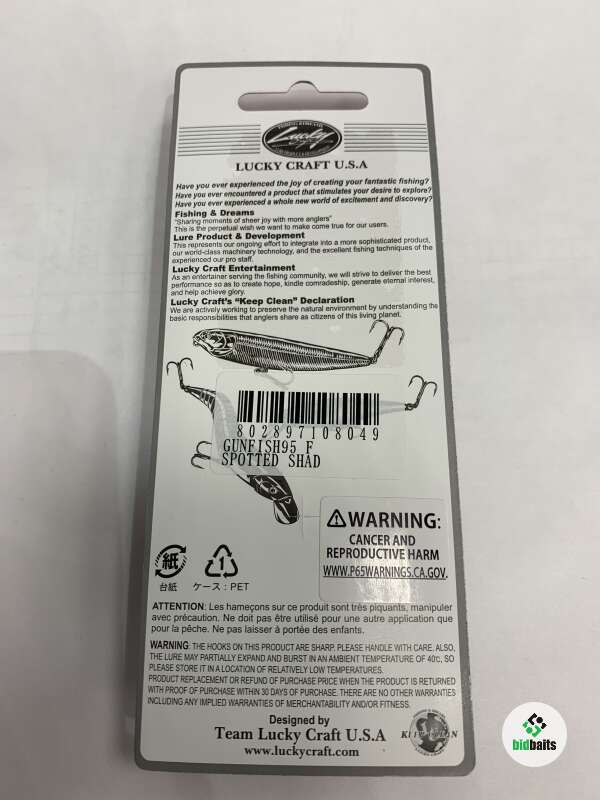 Lucky
LUCKY CRAFT U.S.A
Have you ever experienced the joy of creating your fantastic fishing?
Have you ever encountered a product that stimulates your desire to explore?
Have you ever experienced a whole new world of excitement and discovery?
Fishing & Dreams
"Sharing moments of sheer joy with more anglers"
This is the perpetual wish we want to make come true for our users.
Lure Product & Development
This represents our ongoing effort to integrate into a more sophisticated product,
our world-class machinery technology, and the excellent fishing techniques of the
experienced our pro staff.
Lucky Craft Entertainment
As an entertainer serving the fishing community, we will strive to deliver the best
performance so as to create hope, kindle comradeship, generate eternal interest,
and help achieve glory.
Lucky Craft's "Keep Clean" Declaration
We are actively working to preserve the natural environment by understanding the
basic responsibilities that anglers share as citizens of this living planet.
802897108049
GUNFISH95 F
SPOTTED SHAD
WARNING:
CANCER AND
REPRODUCTIVE HARM
WWW.P65WARNINGS.CA.GOV.
紙
1
台紙
ケース：PET
ATTENTION: Les hameçons sur ce produit sont très piquants, manipuler
avec précaution. Ne doit pas être utilisé pour une autre application que
pour la pêche. Ne pas laisser à portée des enfants.
WARNING: THE HOOKS ON THIS PRODUCT ARE SHARP. PLEASE HANDLE WITH CARE. ALSO,
THE LURE MAY PARTIALLY EXPAND AND BURST IN AN AMBIENT TEMPERATURE OF 40c, SO
PLEASE STORE IT IN A LOCATION OF RELATIVELY LOW TEMPERATURES.
PRODUCT REPLACEMENT OR REFUND OF PURCHASE PRICE WHEN THE PRODUCT IS RETURNED
WITH PROOF OF PURCHASE WITHIN 30 DAYS OF PURCHASE. THERE ARE NO OTHER WARRANTIES
INCLUDING ANY IMPLIED WARRANTIES OF MERCHANTABILITY AND/OR FITNESS.
Designed by
Team Lucky Craft U.S.A
www.luckycraft.com
KEEP CLEAN
bidbaits